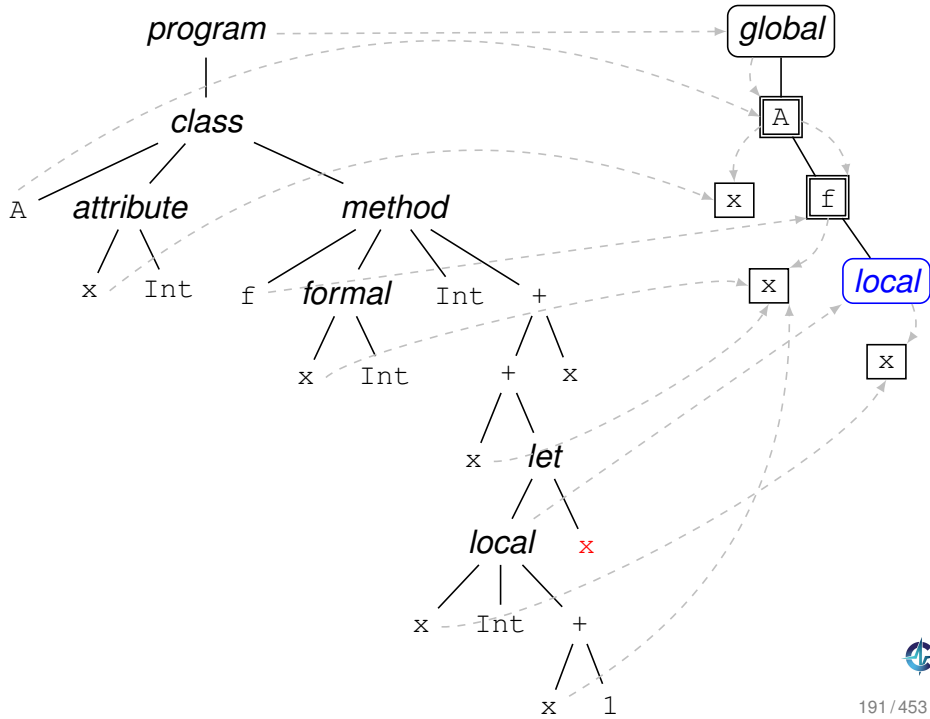 program global
class A
A attribute method x f
x Int f formal Int + x local
x Int + x x
x let
local x
x Int +
x 1
191 / 453